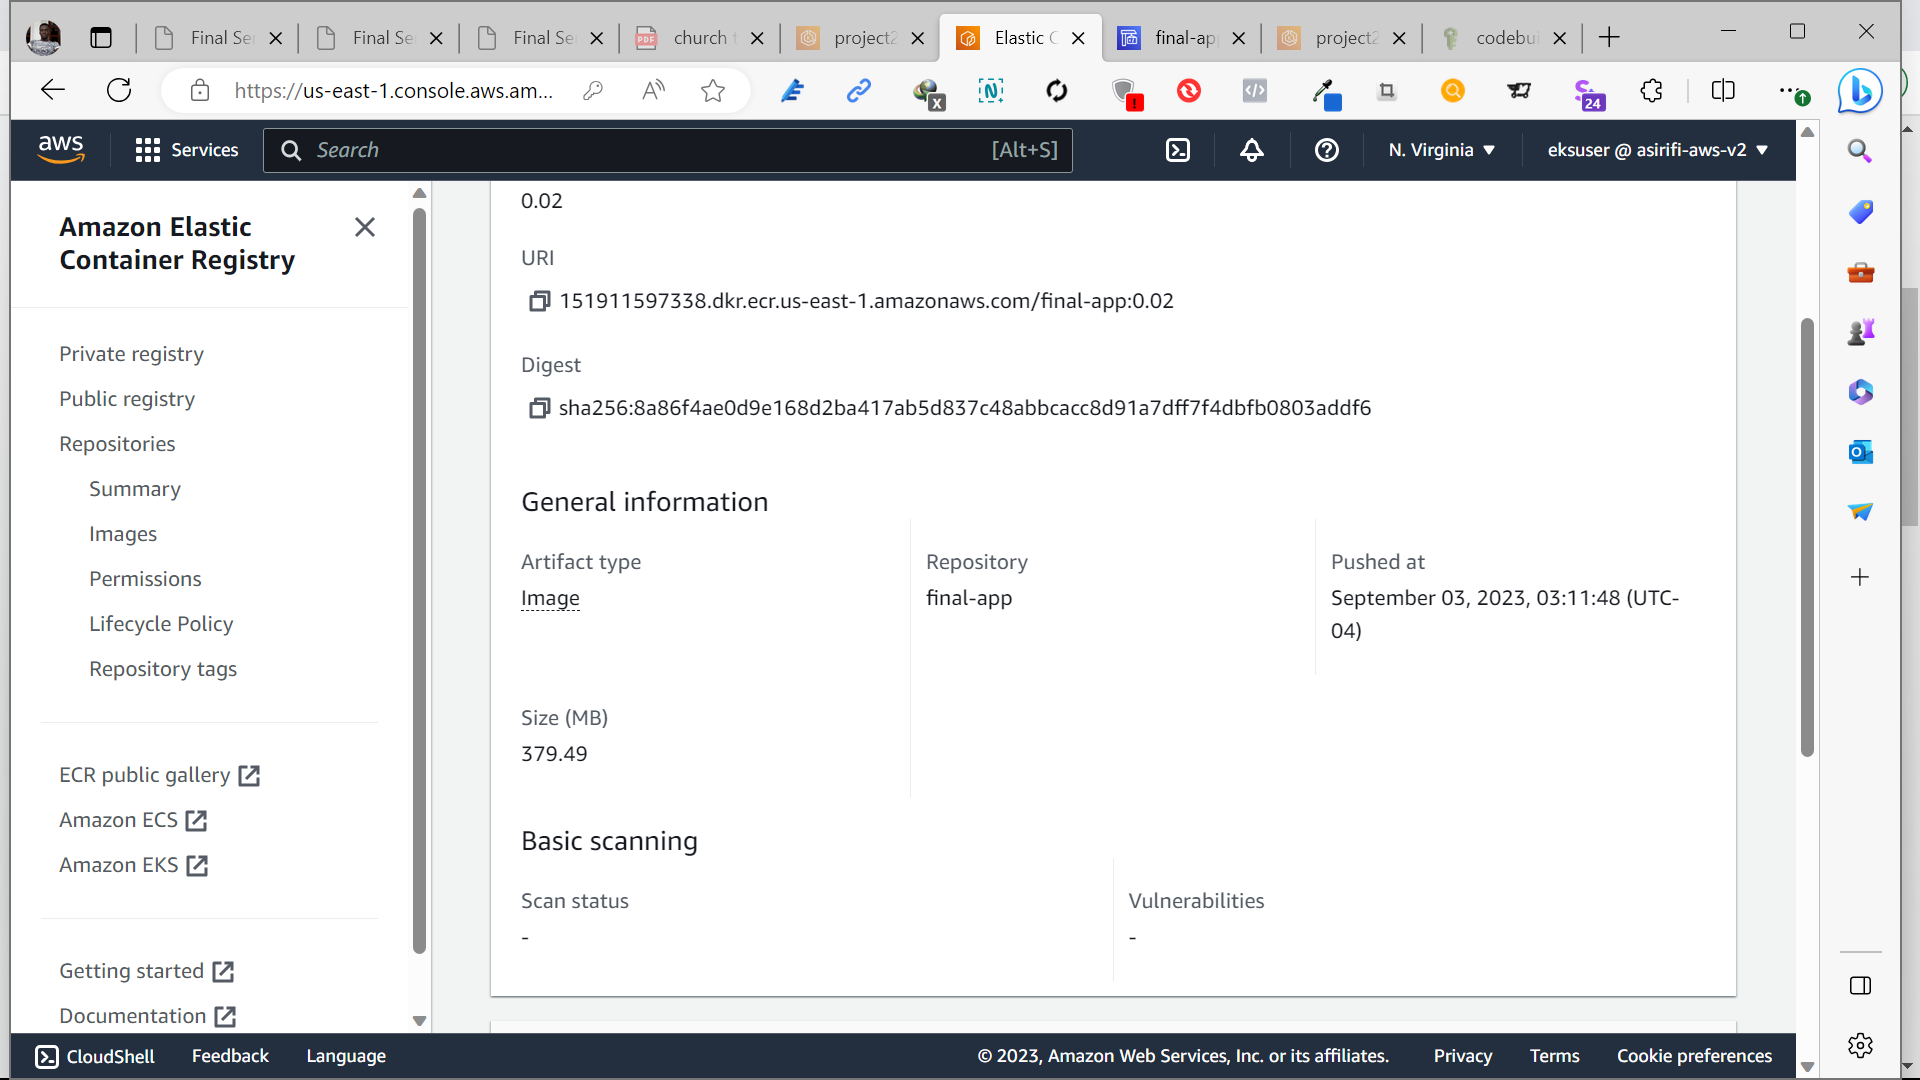 Final Se
Final Se
Final Se
church
project2
Elastic C
final-app
project2
codebui
https://us-east-1.console.aws.am...
24
aws
Services
Search
[Alt+S]
N. Virginia
eksuser @ asirifi-aws-v2
Amazon Elastic
Container Registry
Private registry
Public registry
Repositories
Summary
Images
Permissions
Lifecycle Policy
Repository tags
ECR public gallery
Amazon ECS
Amazon EKS
Getting started
Documentation
0.02
URI
151911597338.dkr.ecr.us-east-1.amazonaws.com/final-app:0.02
Digest
sha256:8a86f4ae0d9e168d2ba417ab5d837c48abbcacc8d91a7dff7f4dbfb0803addf6
General information
Artifact type
Image
Repository
final-app
Pushed at
September 03, 2023, 03:11:48 (UTC-
04)
Size (MB)
379.49
Basic scanning
Scan status
-
Vulnerabilities
-
CloudShell
Feedback
Language
© 2023, Amazon Web Services, Inc. or its affiliates.
Privacy
Terms
Cookie preferences